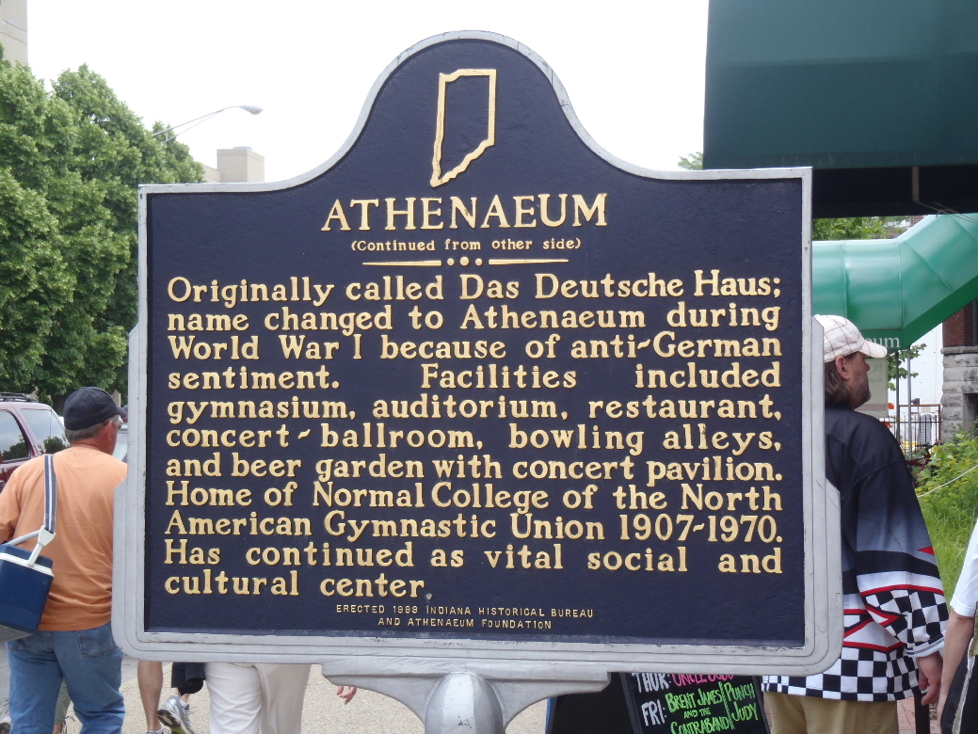 ATHENAEUM
(Continued from other side)
Originally called Das Deutsche Haus;
name changed to Athenaeum during
World War I because of anti-German
sentiment. Facilities included
gymnasium, auditorium, restaurant,
concert-ballroom, bowling alleys,
and beer garden with concert pavilion.
Home of Normal College of the North
American Gymnastic Union 1907-1970.
Has continued as vital social and
cultural center.
ERECTED 1999 INDIANA HISTORICAL BUREAU
AND ATHENAEUM FOUNDATION
THUR: UNCLE
FRI: BRENT JAMES PUNCH
AND THE JUDY
CONTRABAND